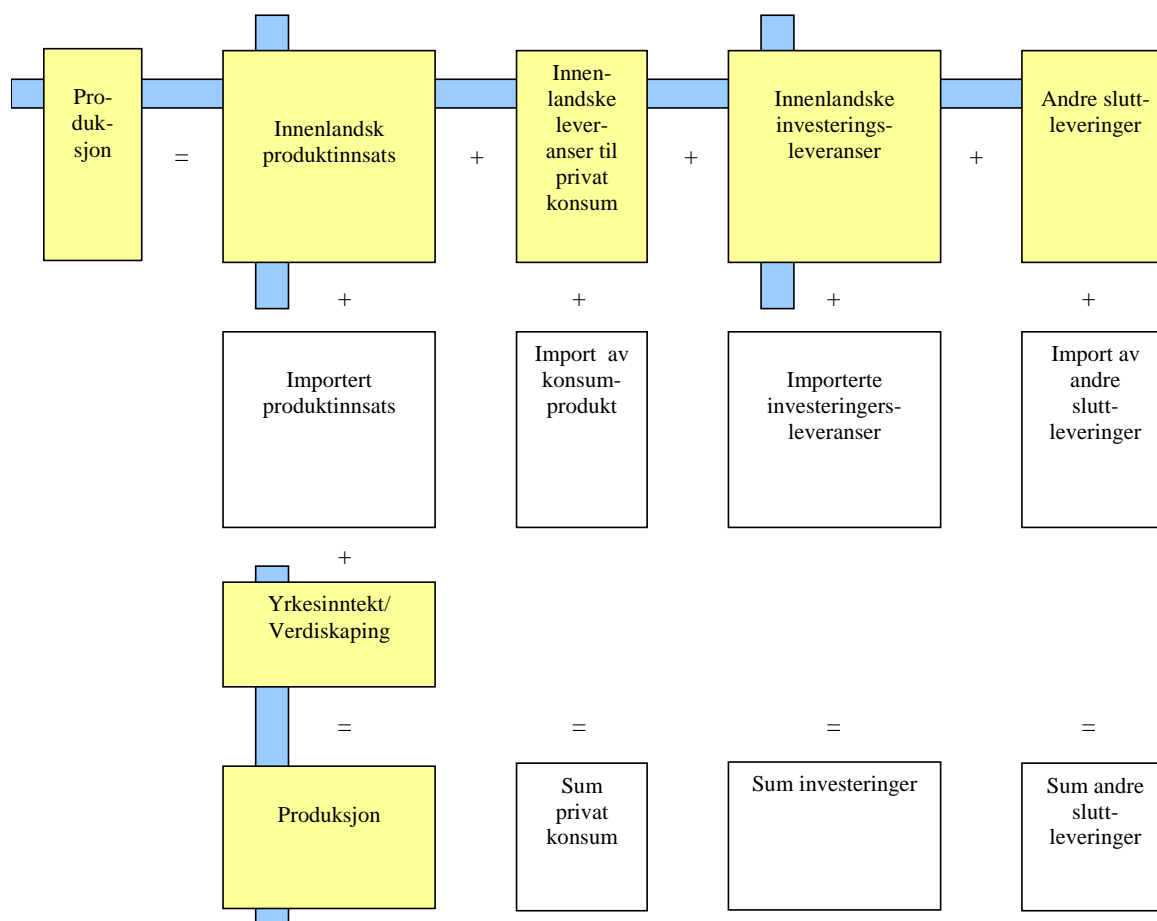 Pro-
duk-
sjon
=
Innenlandsk
produktinnsats
+
Innen-
landske
lever-
anser til
privat
konsum
+
Innenlandske
investerings-
leveranser
+
Andre slutt-
leveringer
+
+
+
+
Importert
produktinnsats
Import av
konsum-
produkt
Importerte
investeringers-
leveranser
Import av
andre
slutt-
leveringer
+
Yrkesinntekt/
Verdiskaping
=
=
=
=
Produksjon
Sum
privat
konsum
Sum investeringer
Sum andre
slutt-
leveringer